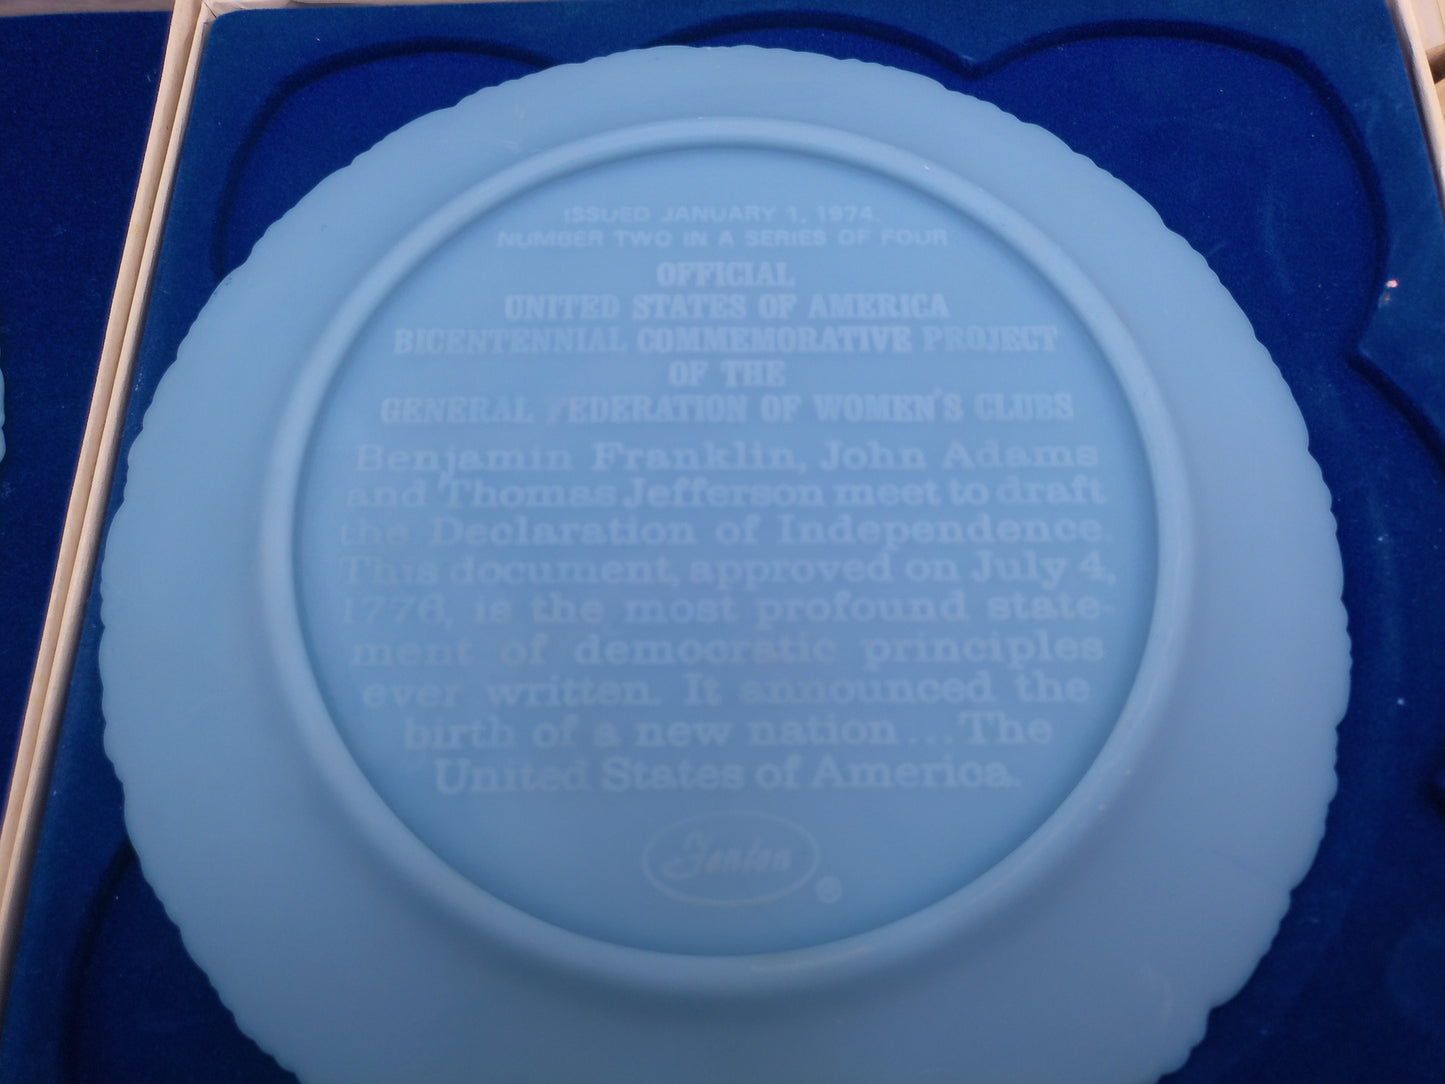 ISSUED JANUARY 1, 1974
NUMBER TWO IN A SERIES OF FOUR
OFFICIAL
UNITED STATES OF AMERICA
BICENTENNIAL COMMEMORATIVE PROJECT
OF THE
GENERAL FEDERATION OF WOMEN'S CLUBS
Benjamin Franklin, John Adams
and Thomas Jefferson meet to draft
the Declaration of Independence.
This document, approved on July 4,
1776, is the most profound state-
ment of democratic principles
ever written. It announced the
birth of a new nation...The
United States of America.
Fenton ®